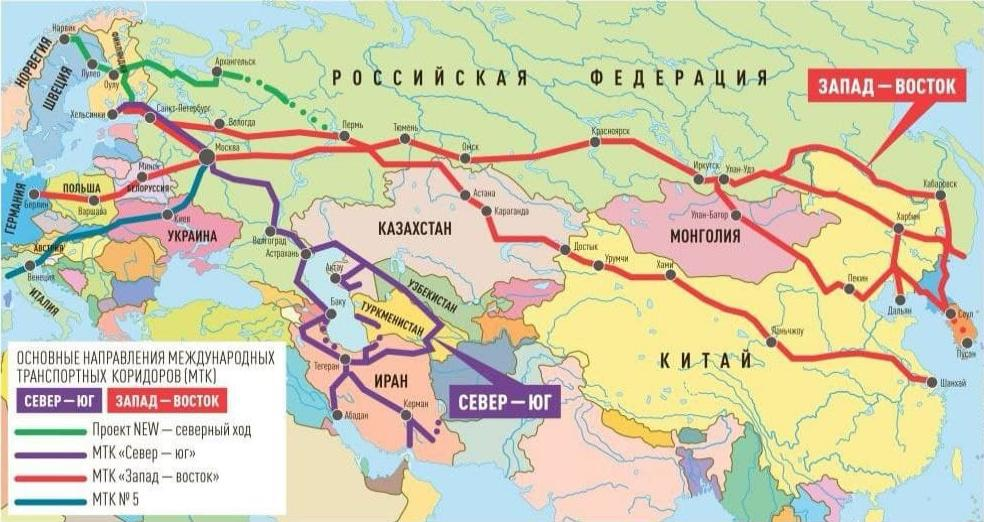 Нарвик
НОРВЕГИЯ
ШВЕЦИЯ
ФИНЛЯНДИЯ
Лулео
Оулу
Архангельск
РОССИЙСКАЯ ФЕДЕРАЦИЯ
ЗАПАД — ВОСТОК
Хельсинки
Санкт-Петербург
Вологда
Пермь
Тюмень
Омск
Красноярск
Москва
Минск
БЕЛОРУССИЯ
ПОЛЬША
ГЕРМАНИЯ
Берлин
Варшава
Иркутск
Улан-Удэ
Хабаровск
Астана
Караганда
Киев
УКРАИНА
КАЗАХСТАН
Улан-Батор
МОНГОЛИЯ
Харбин
АВСТРИЯ
Венеция
ИТАЛИЯ
Волгоград
Астрахань
Достык
Урумчи
Хами
Пекин
Далянь
Сеул
Пусан
Актау
УЗБЕКИСТАН
Баку
ТУРКМЕНИСТАН
Ланьчжоу
КИТАЙ
Шанхай
Тегеран
ИРАН
Абадан
Керман
СЕВЕР — ЮГ
ОСНОВНЫЕ НАПРАВЛЕНИЯ МЕЖДУНАРОДНЫХ
ТРАНСПОРТНЫХ КОРИДОРОВ (МТК)
СЕВЕР — ЮГ ЗАПАД — ВОСТОК
Проект NEW — северный ход
МТК «Север — юг»
МТК «Запад — восток»
МТК № 5